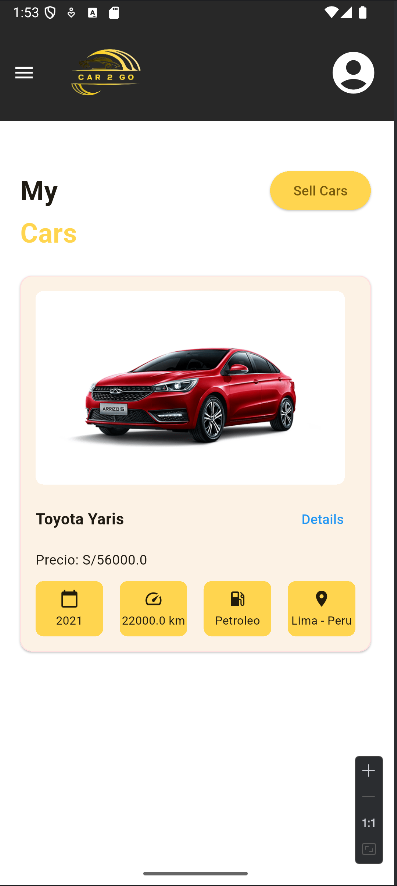 1:53
CAR 2 GO
My
Sell Cars
Cars
ARRIZO 5
Toyota Yaris
Details
Precio: S/56000.0
2021
22000.0 km
Petroleo
Lima - Peru
1:1